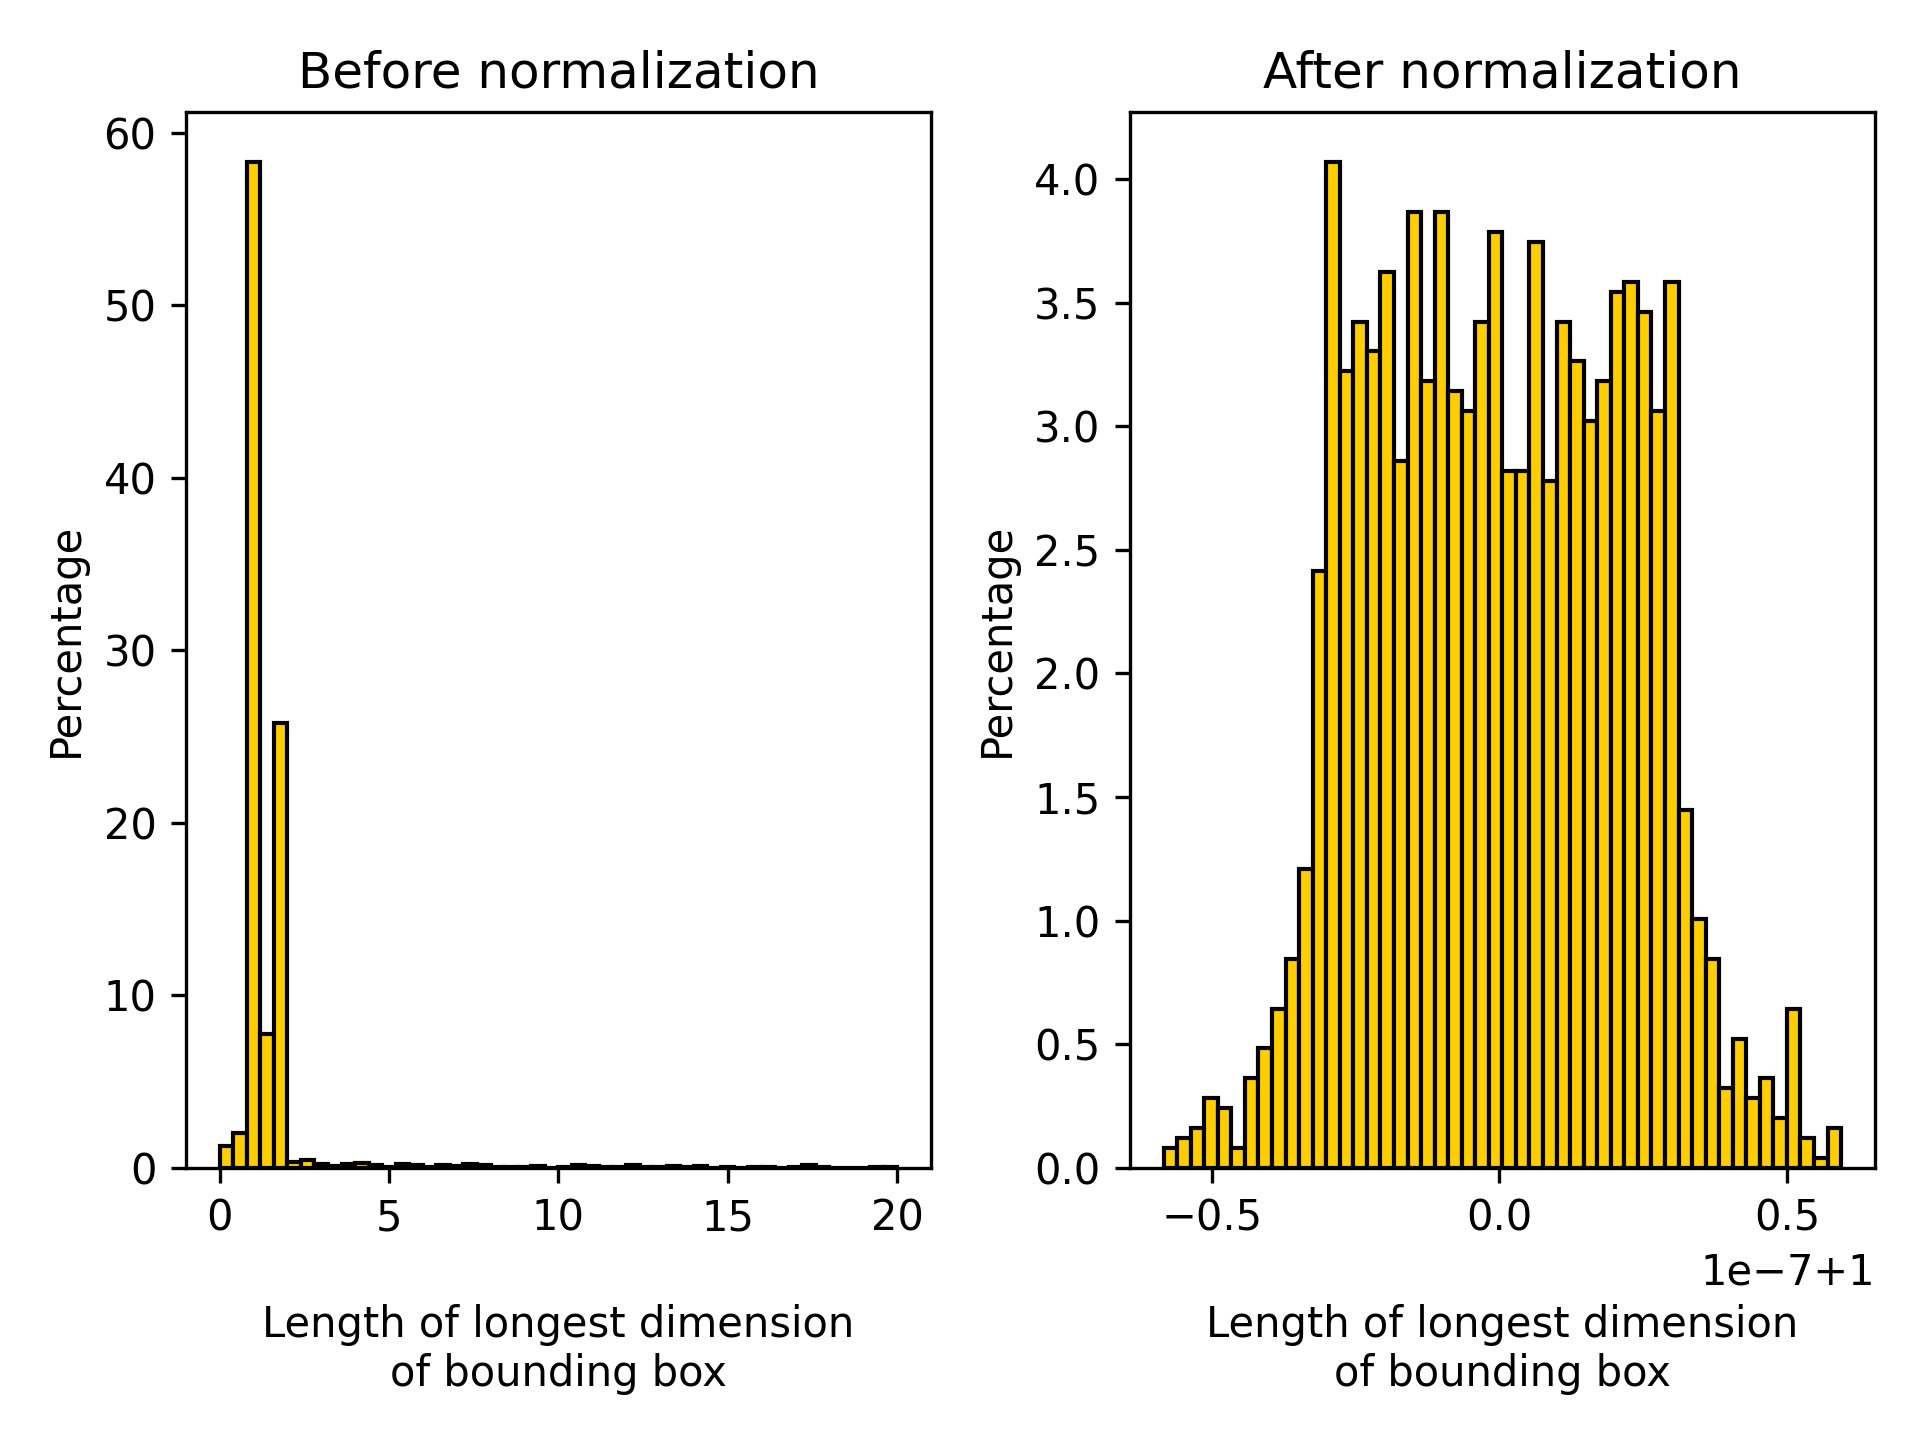 Before normalization
60
50
40
30
20
10
0
Percentage
0 5 10 15 20
Length of longest dimension
of bounding box
After normalization
4.0
3.5
3.0
2.5
2.0
1.5
1.0
0.5
0.0
Percentage
−0.5 0.0 0.5
1e−7+1
Length of longest dimension
of bounding box